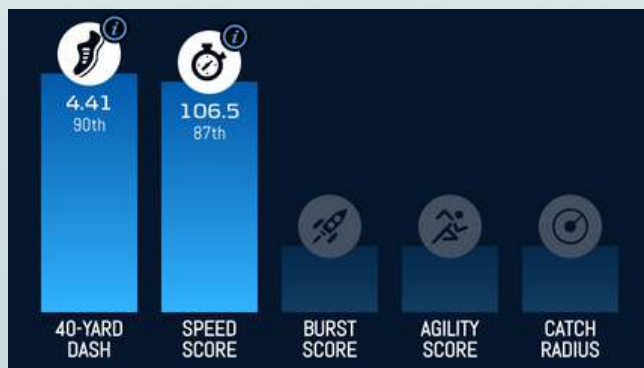 i
i
4.41
90th
106.5
87th
40-YARD
DASH
SPEED
SCORE
BURST
SCORE
AGILITY
SCORE
CATCH
RADIUS